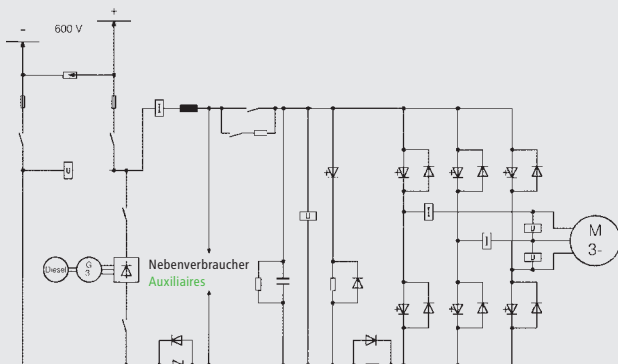 +
-
600 V
I
U
U
I
U
I
U
M
3~
Diesel
G
3
Nebenverbraucher
Auxiliaires